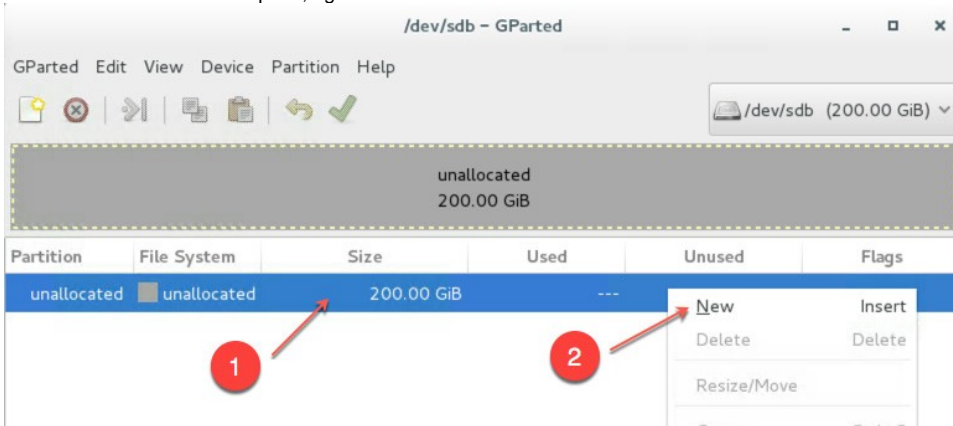 /dev/sdb – GParted
GParted Edit View Device Partition Help
/dev/sdb (200.00 GiB)
unallocated
200.00 GiB
Partition File System Size Used Unused Flags
unallocated unallocated 200.00 GiB ---
New Insert
1
2
Delete Delete
Resize/Move